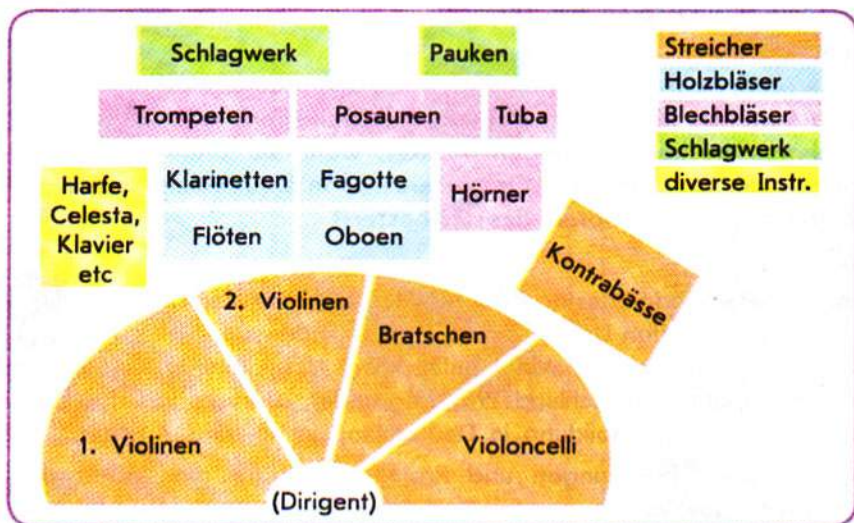 Schlagwerk
Pauken
Trompeten
Posaunen
Tuba
Klarinetten
Fagotte
Hörner
Flöten
Oboen
Harfe,
Celesta,
Klavier
etc
1. Violinen
2. Violinen
Bratschen
Violoncelli
Kontrabässe
(Dirigent)
Streicher
Holzbläser
Blechbläser
Schlagwerk
diverse Instr.